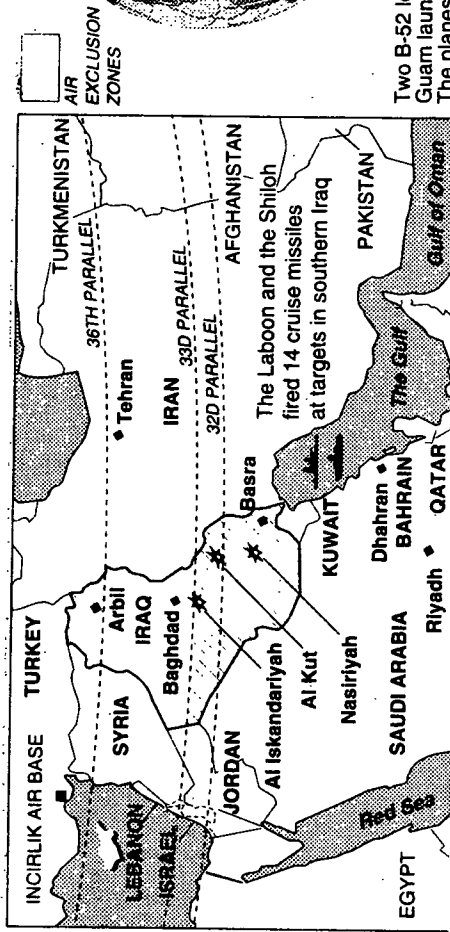 INCIRLIK AIR BASE
TURKEY
TURKMENISTAN
36TH PARALLEL
Arbil
Tehran
SYRIA
IRAQ
Baghdad
IRAN
33D PARALLEL
32D PARALLEL
AFGHANISTAN
LEBANON
ISRAEL
JORDAN
Al Iskandariyah
Al Kut
Nasiriyah
Basra
The Laboon and the Shiloh
fired 14 cruise missiles
at targets in southern Iraq
PAKISTAN
KUWAIT
The Gulf
Gulf of Oman
Dhahran
BAHRAIN
QATAR
Riyadh
SAUDI ARABIA
Red Sea
EGYPT
AIR
EXCLUSION
ZONES
Two B-52
Guam laun
The planes